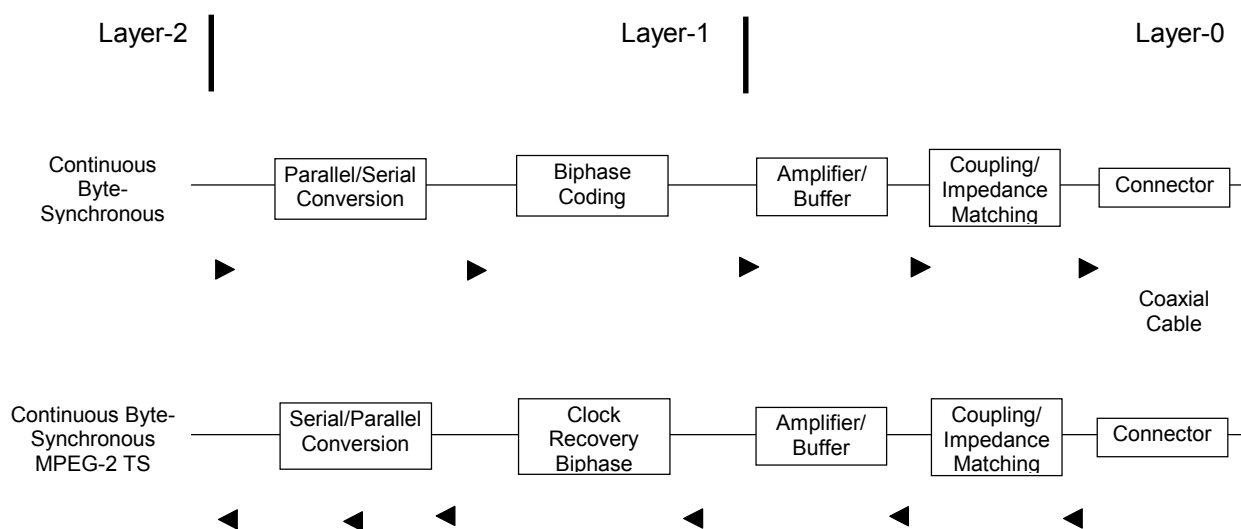 Layer-2 Layer-1 Layer-0
Continuous
Byte-
Synchronous
Parallel/Serial
Conversion
Biphase
Coding
Amplifier/
Buffer
Coupling/
Impedance
Matching
Connector
Coaxial
Cable
Continuous Byte-
Synchronous
MPEG-2 TS
Serial/Parallel
Conversion
Clock
Recovery
Biphase
Amplifier/
Buffer
Coupling/
Impedance
Matching
Connector